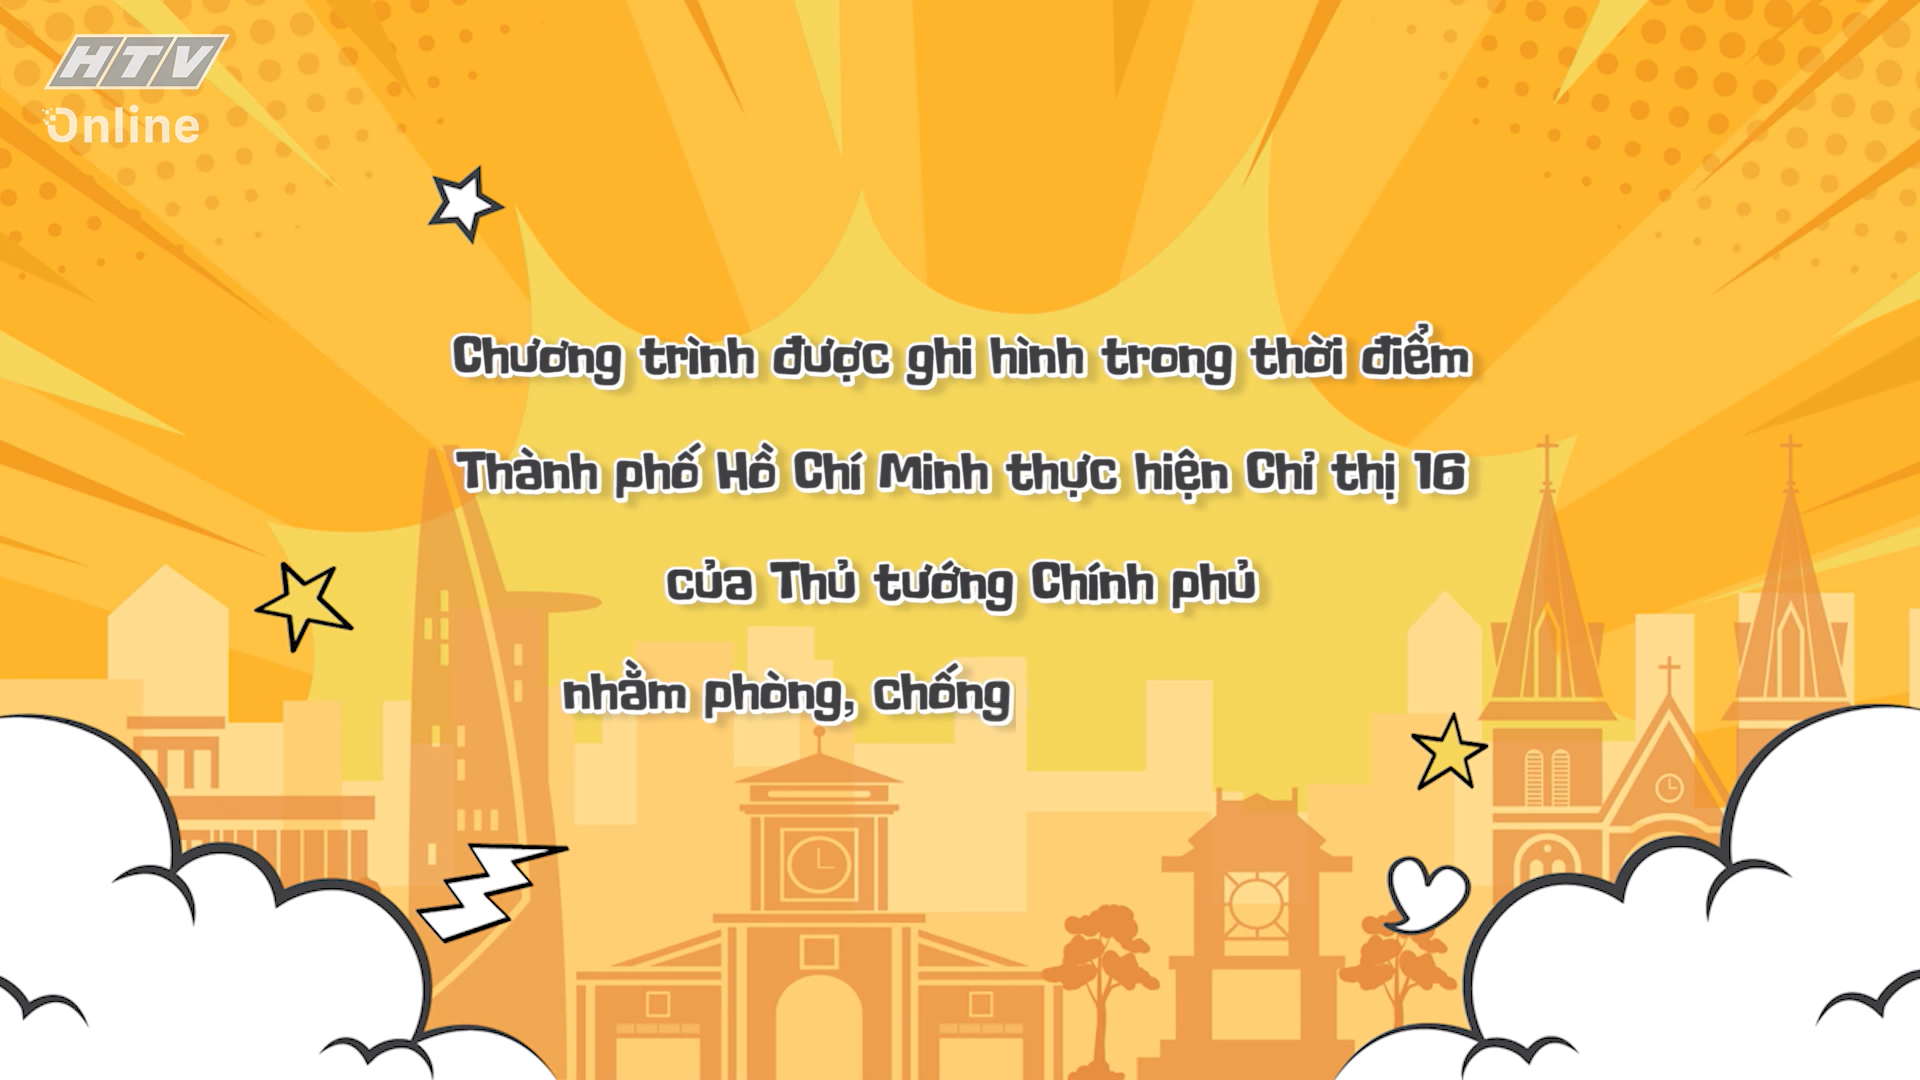 HTV
Online
Chương trình được ghi hình trong thời điểm
Thành phố Hồ Chí Minh thực hiện Chỉ thị 16
của Thủ tướng Chính phủ
nhằm phòng, chống